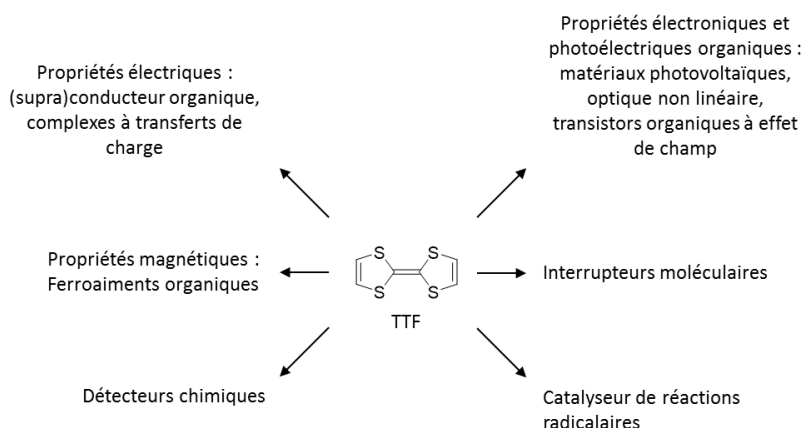 Propriétés électriques :
(supra)conducteur organique,
complexes à transferts de
charge
Propriétés électroniques et
photoélectriques organiques :
matériaux photovoltaïques,
optique non linéaire,
transistors organiques à effet
de champ
Propriétés magnétiques :
Ferroaiments organiques
S S
S S
TTF
Interrupteurs moléculaires
Détecteurs chimiques
Catalyseur de réactions
radicalaires